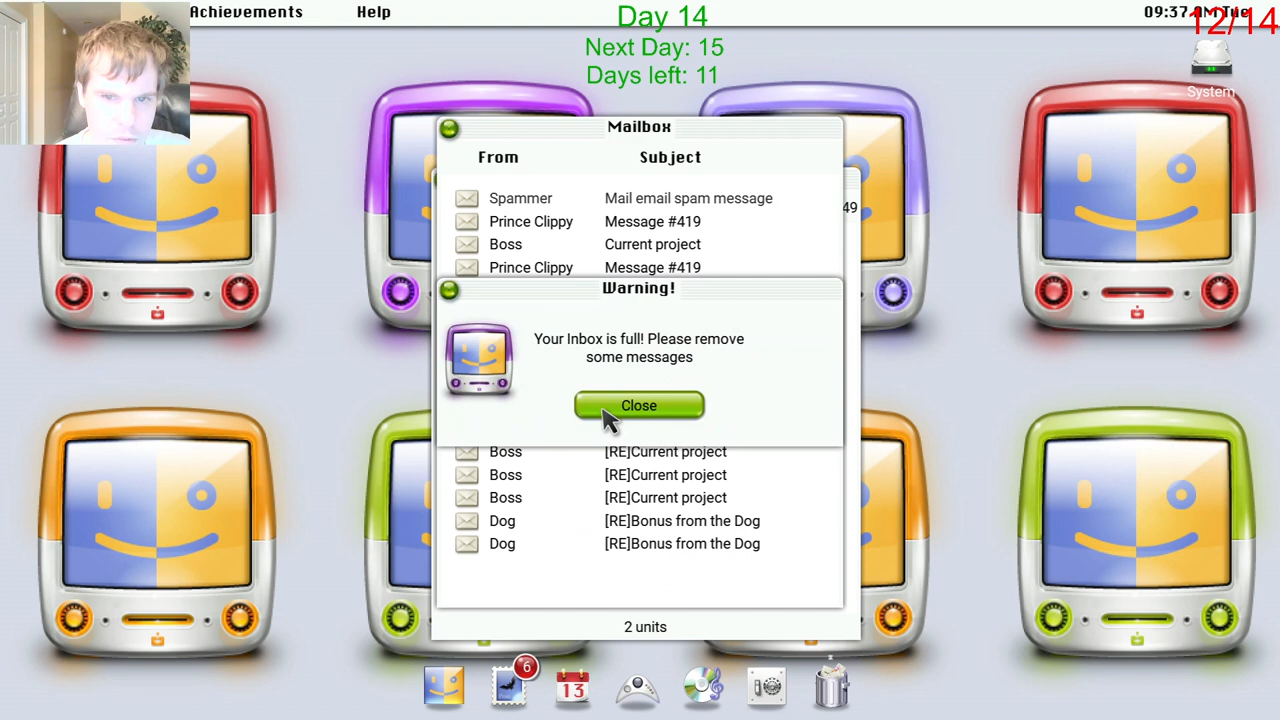 Achievements Help
Day 14
Next Day: 15
Days left: 11
09:37 AM Tue
12/14
System
Mailbox
From Subject
Spammer Mail email spam message
Prince Clippy Message #419
Boss Current project
Prince Clippy Message #419
49
Warning!
Your Inbox is full! Please remove
some messages
Close
Boss [RE]Current project
Boss [RE]Current project
Boss [RE]Current project
Dog [RE]Bonus from the Dog
Dog [RE]Bonus from the Dog
2 units
6
13